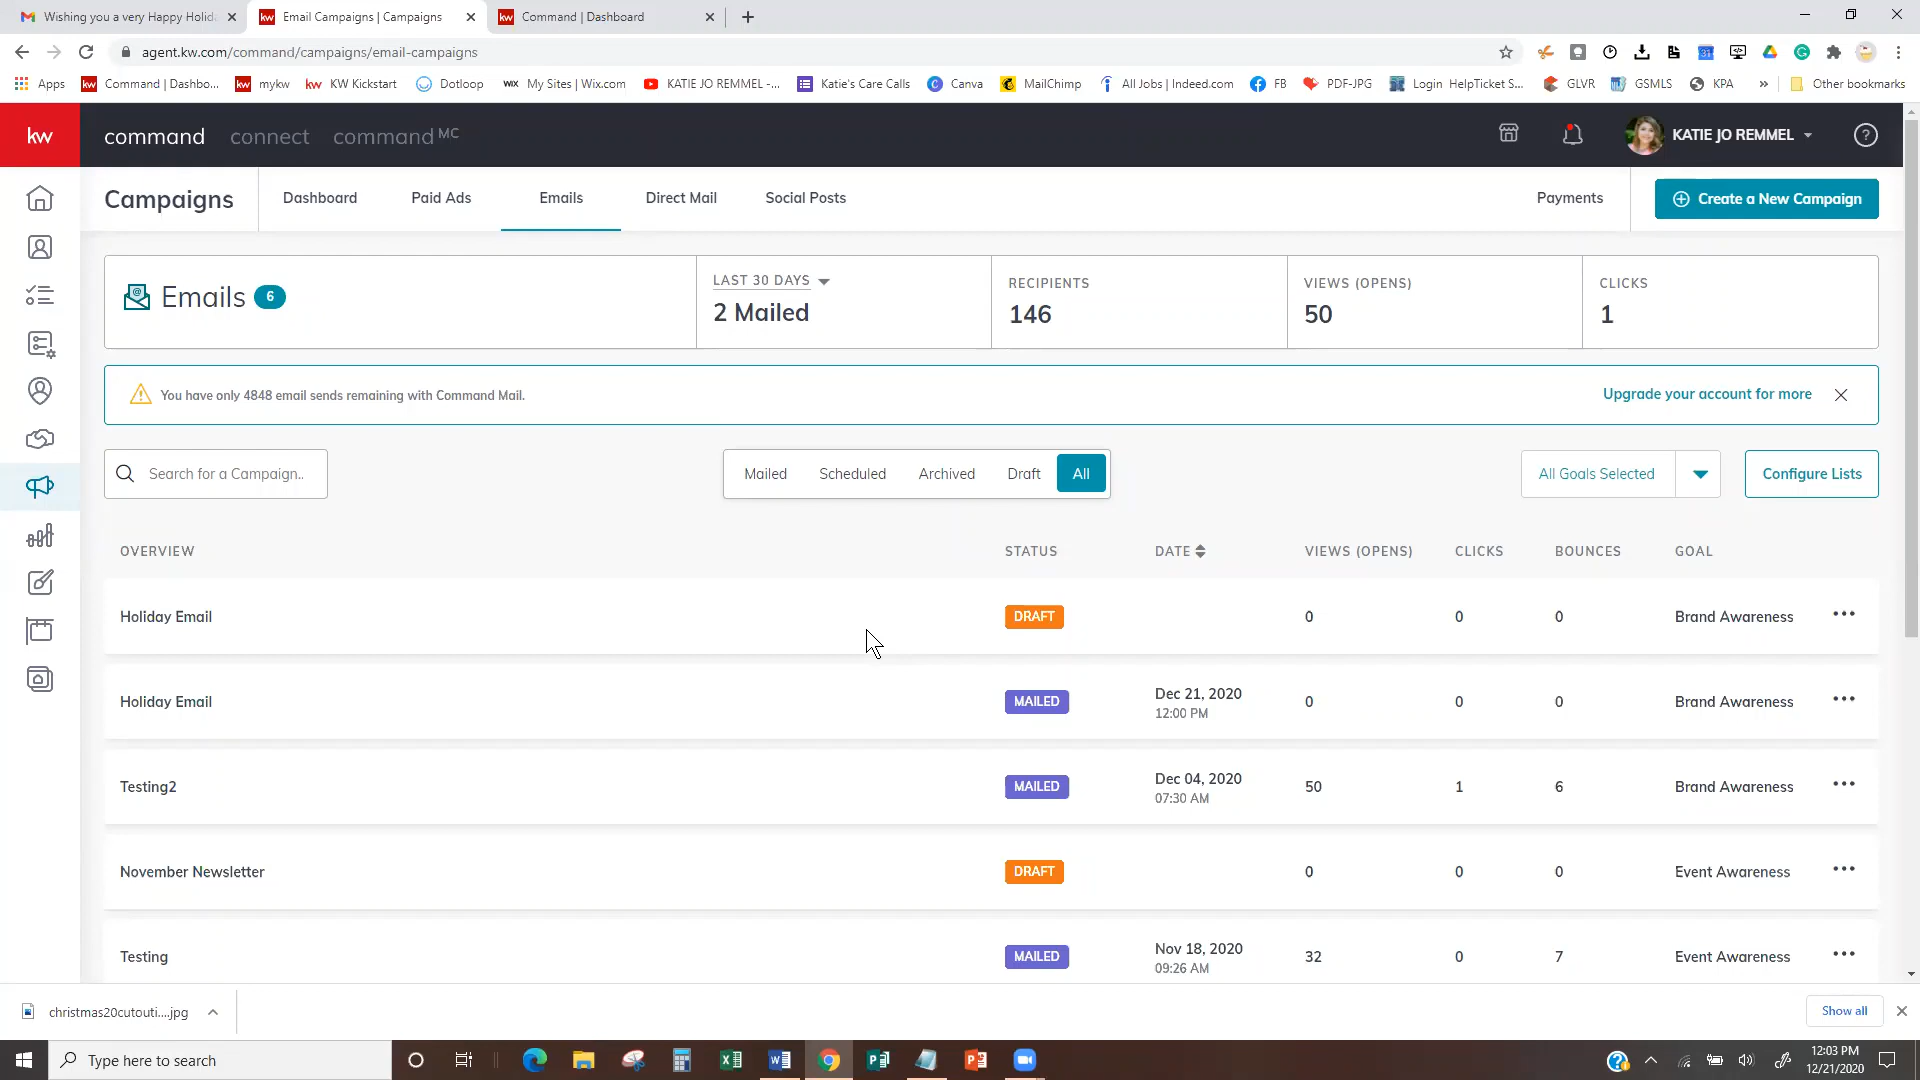 Wishing you a very Happy Holid
Email Campaigns | Campaigns
kw Command | Dashboard
agent.kw.com/command/campaigns/email-campaigns
Apps
kw Command | Dashbo...
kw mykw
kw KW Kickstart
Dotloop
WIX My Sites | Wix.com
KATIE JO REMMEL -...
Katie's Care Calls
Canva
MailChimp
All Jobs | Indeed.com
FB
PDF-JPG
Login HelpTicket S...
GLVR
GSMLS
KPA
»
Other bookmarks
kw
command
connect
command MC
KATIE JO REMMEL
Campaigns
Dashboard
Paid Ads
Emails
Direct Mail
Social Posts
Payments
Create a New Campaign
Emails 6
LAST 30 DAYS
2 Mailed
RECIPIENTS
146
VIEWS (OPENS)
50
CLICKS
1
You have only 4848 email sends remaining with Command Mail.
Upgrade your account for more
Search for a Campaign..
Mailed
Scheduled
Archived
Draft
All
All Goals Selected
Configure Lists
OVERVIEW STATUS DATE VIEWS (OPENS) CLICKS BOUNCES GOAL
Holiday Email DRAFT 0 0 0 Brand Awareness
Holiday Email MAILED Dec 21, 2020 0 0 0 Brand Awareness
12:00 PM
Testing2 MAILED Dec 04, 2020 50 1 6 Brand Awareness
07:30 AM
November Newsletter DRAFT 0 0 0 Event Awareness
Testing MAILED Nov 18, 2020 32 0 7 Event Awareness
09:26 AM
christmas20cutouti....jpg
Show all
Type here to search
12:03 PM
12/21/2020